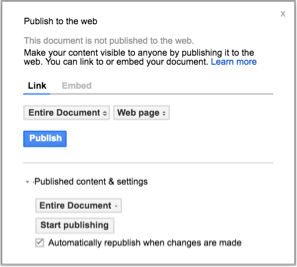 Publish to the web
x
This document is not published to the web.
Make your content visible to anyone by publishing it to the
web. You can link to or embed your document. Learn more
Link Embed
Entire Document Web page
Publish
Published content & settings
Entire Document
Start publishing
Automatically republish when changes are made